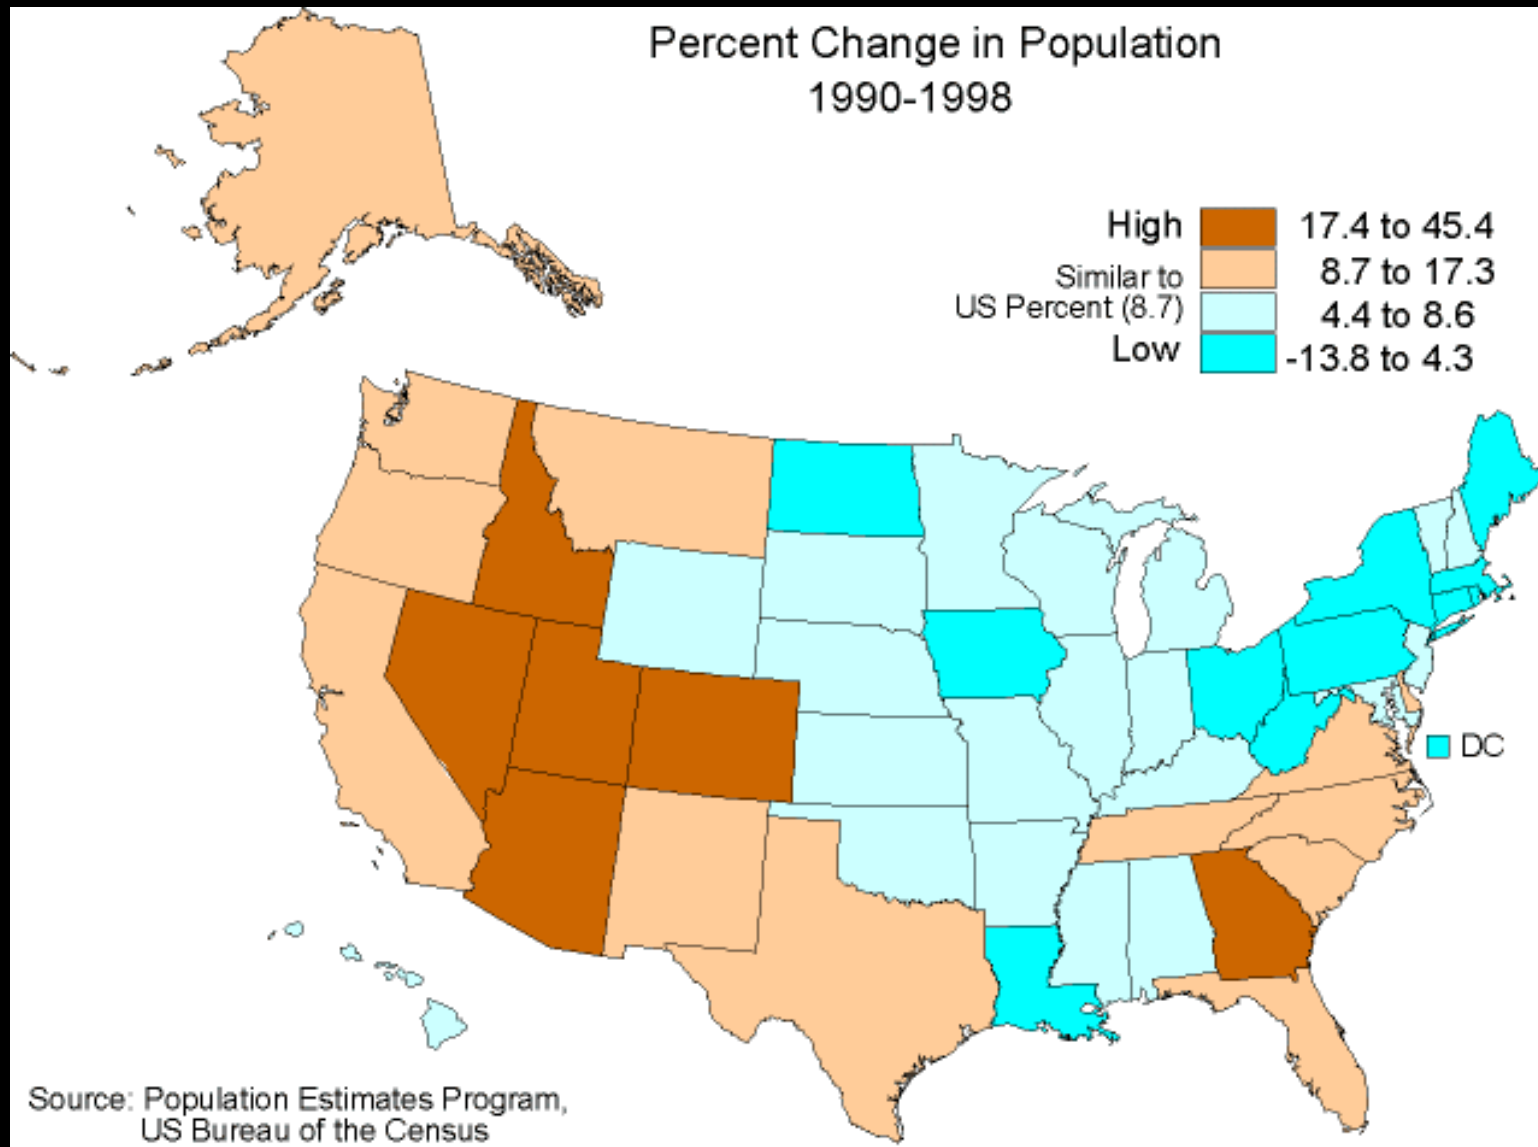 Percent Change in Population
1990-1998
High 17.4 to 45.4
Similar to 8.7 to 17.3
US Percent (8.7) 4.4 to 8.6
Low -13.8 to 4.3
DC
Source: Population Estimates Program,
US Bureau of the Census